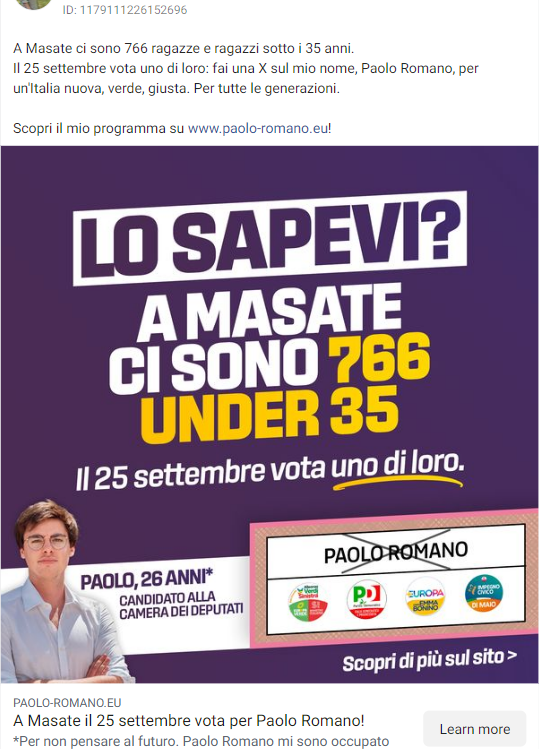 ID: 1179111226152696
A Masate ci sono 766 ragazze e ragazzi sotto i 35 anni.
Il 25 settembre vota uno di loro: fai una X sul mio nome, Paolo Romano, per
un'Italia nuova, verde, giusta. Per tutte le generazioni.
Scopri il mio programma su www.paolo-romano.eu!
LO SAPEVI?
A MASATE
CI SONO 766
UNDER 35
Il 25 settembre vota uno di loro.
PAOLO ROMANO
PAOLO, 26 ANNI*
CANDIDATO ALLA
CAMERA DEI DEPUTATI
Alleanza
Verdi
Sinistra
PD
+EUROPA
EMMA
BONINO
IMPEGNO
CIVICO
DI MAIO
Scopri di più sul sito >
PAOLO-ROMANO.EU
A Masate il 25 settembre vota per Paolo Romano!
*Per non pensare al futuro. Paolo Romano mi sono occupato
Learn more